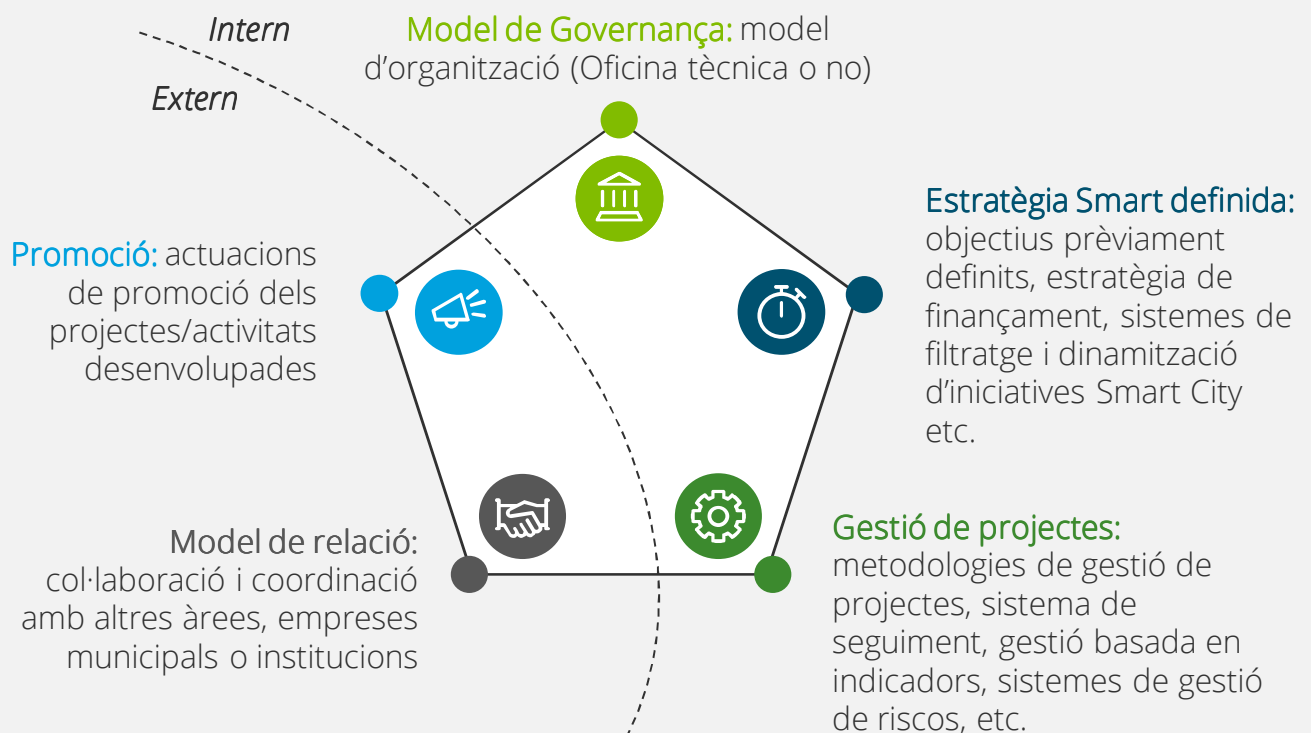 Intern
Extern
Model de Governança: model
d'organització (Oficina tècnica o no)
Estratègia Smart definida:
objectius prèviament
definits, estratègia de
finançament, sistemes de
filtratge i dinamització
d'iniciatives Smart City
etc.
Promoció: actuacions
de promoció dels
projectes/activitats
desenvolupades
Model de relació:
col·laboració i coordinació
amb altres àrees, empreses
municipals o institucions
Gestió de projectes:
metodologies de gestió de
projectes, sistema de
seguiment, gestió basada en
indicadors, sistemes de gestió
de riscos, etc.